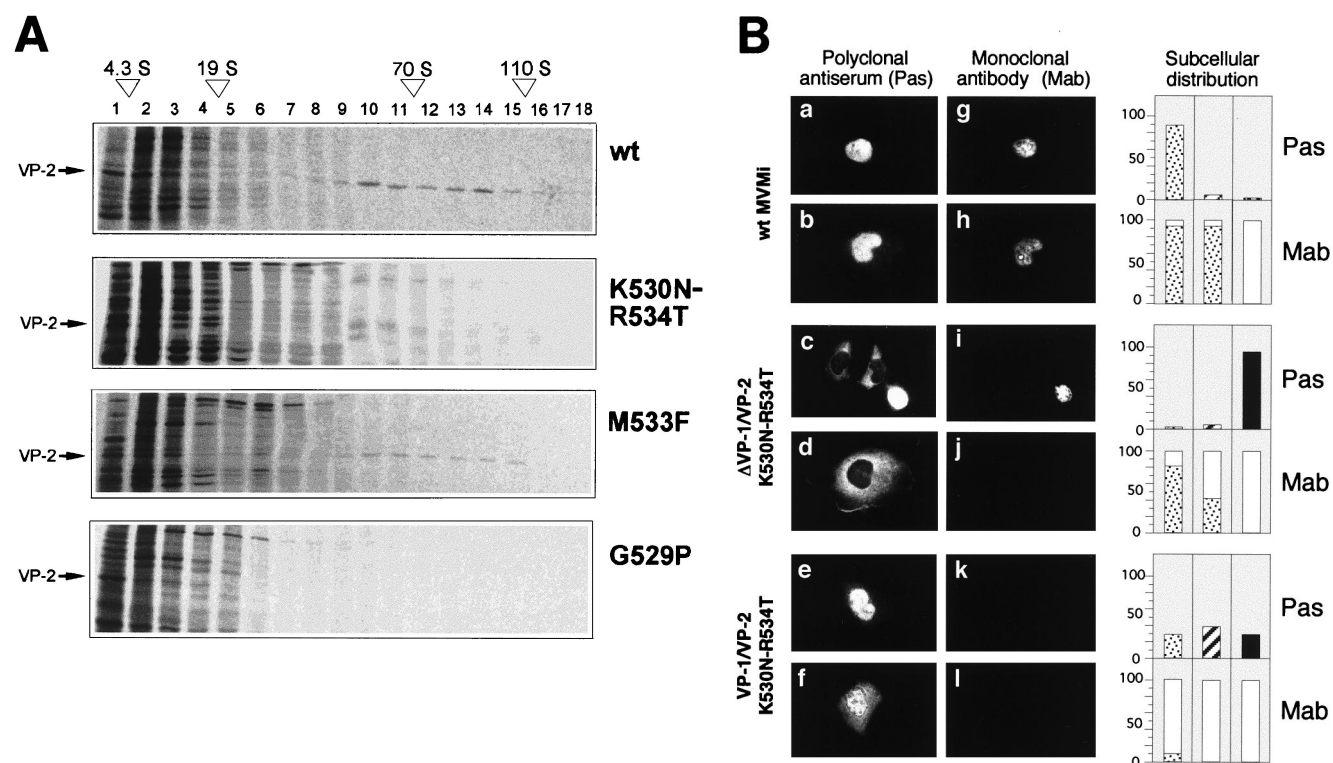 A
4.3 S 19 S 70 S 110 S
1 2 3 4 5 6 7 8 9 10 11 12 13 14 15 16 17 18
VP-2
wt
VP-2
K530N-
R534T
VP-2
M533F
VP-2
G529P
B
Polyclonal
antiserum (Pas)
Monoclonal
antibody (Mab)
Subcellular
distribution
wt MVMi
a
g
100
50
0
Pas
b
h
100
50
0
Mab
ΔVP-1/VP-2
K530N-R534T
c
i
100
50
0
Pas
d
j
100
50
0
Mab
VP-1/VP-2
K530N-R534T
e
k
100
50
0
Pas
f
l
100
50
0
Mab